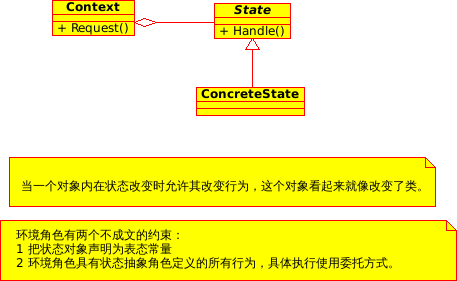 Context
+ Request()
State
+ Handle()
ConcreteState
当一个对象内在状态改变时允许其改变行为，这个对象看起来就像改变了类。
环境角色有两个不成文的约束：
1 把状态对象声明为表态常量
2 环境角色具有状态抽象角色定义的所有行为，具体执行使用委托方式。